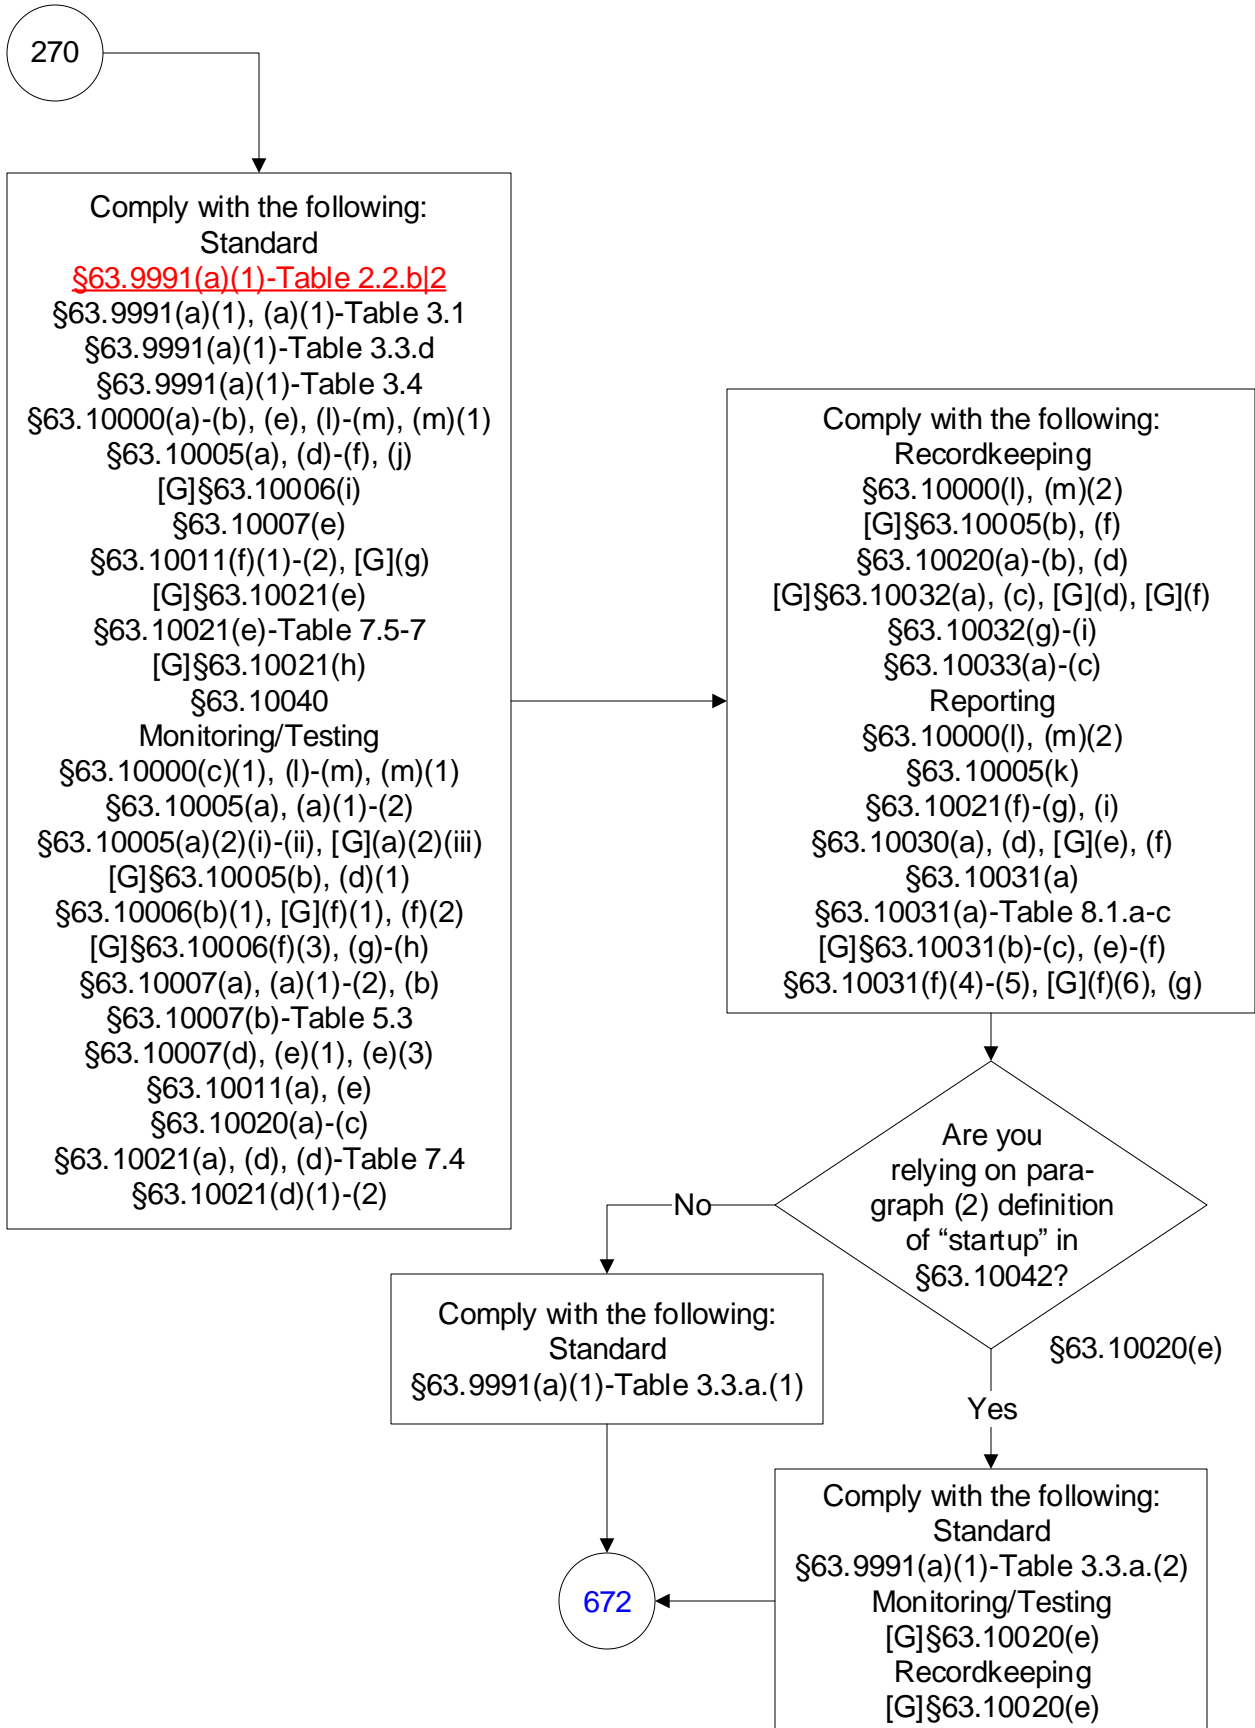 270
Comply with the following:
Standard
§63.9991(a)(1)-Table 2.2.b|2
§63.9991(a)(1), (a)(1)-Table 3.1
§63.9991(a)(1)-Table 3.3.d
§63.9991(a)(1)-Table 3.4
§63.10000(a)-(b), (e), (l)-(m), (m)(1)
§63.10005(a), (d)-(f), (j)
[G]§63.10006(i)
§63.10007(e)
§63.10011(f)(1)-(2), [G](g)
[G]§63.10021(e)
§63.10021(e)-Table 7.5-7
[G]§63.10021(h)
§63.10040
Monitoring/Testing
§63.10000(c)(1), (l)-(m), (m)(1)
§63.10005(a), (a)(1)-(2)
§63.10005(a)(2)(i)-(ii), [G](a)(2)(iii)
[G]§63.10005(b), (d)(1)
§63.10006(b)(1), [G](f)(1), (f)(2)
[G]§63.10006(f)(3), (g)-(h)
§63.10007(a), (a)(1)-(2), (b)
§63.10007(b)-Table 5.3
§63.10007(d), (e)(1), (e)(3)
§63.10011(a), (e)
§63.10020(a)-(c)
§63.10021(a), (d), (d)-Table 7.4
§63.10021(d)(1)-(2)
Comply with the following:
Recordkeeping
§63.10000(l), (m)(2)
[G]§63.10005(b), (f)
§63.10020(a)-(b), (d)
[G]§63.10032(a), (c), [G](d), [G](f)
§63.10032(g)-(i)
§63.10033(a)-(c)
Reporting
§63.10000(l), (m)(2)
§63.10005(k)
§63.10021(f)-(g), (i)
§63.10030(a), (d), [G](e), (f)
§63.10031(a)
§63.10031(a)-Table 8.1.a-c
[G]§63.10031(b)-(c), (e)-(f)
§63.10031(f)(4)-(5), [G](f)(6), (g)
Are you
relying on para-
graph (2) definition
of “startup” in
§63.10042?
§63.10020(e)
No
Comply with the following:
Standard
§63.9991(a)(1)-Table 3.3.a.(1)
Yes
Comply with the following:
Standard
§63.9991(a)(1)-Table 3.3.a.(2)
Monitoring/Testing
[G]§63.10020(e)
Recordkeeping
[G]§63.10020(e)
672